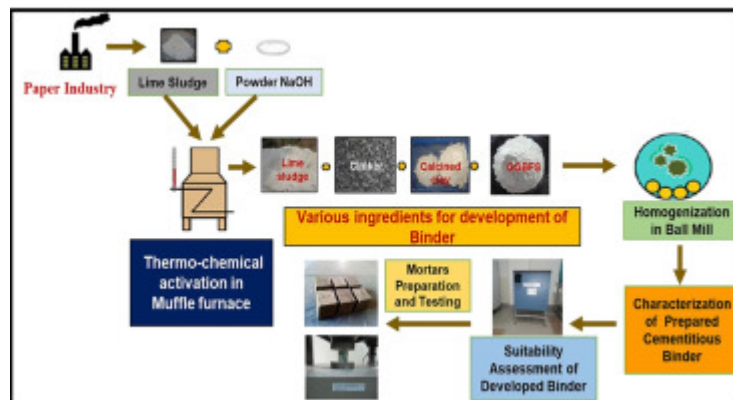 Paper Industry
Lime Sludge
Powder NaOH
Lime
sludge
Clinker
Calcined
clay
GGBFS
Various ingredients for development of
Binder
Homogenization
in Ball Mill
Thermo-chemical
activation in
Muffle furnace
Mortars
Preparation
and Testing
Characterization
of Prepared
Cementitious
Binder
Suitability
Assessment of
Developed Binder